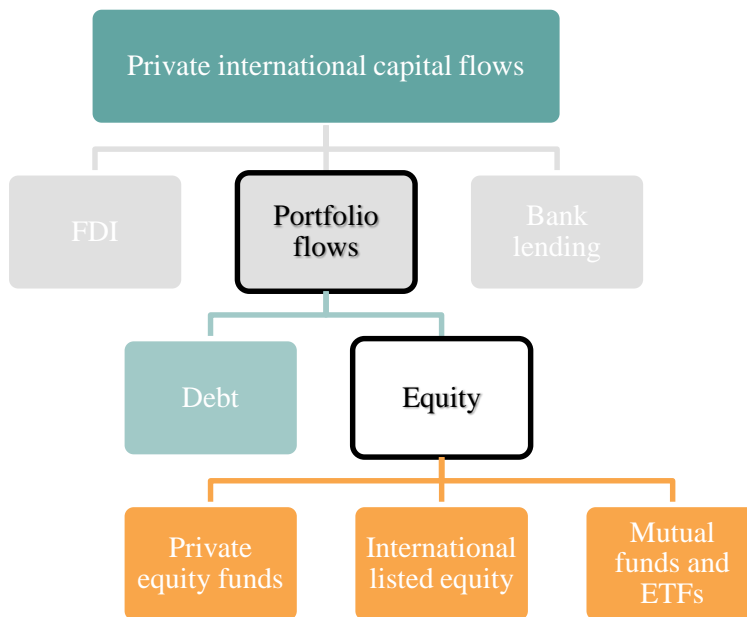 Private international capital flows
FDI
Portfolio
flows
Bank
lending
Debt
Equity
Private
equity funds
International
listed equity
Mutual
funds and
ETFs